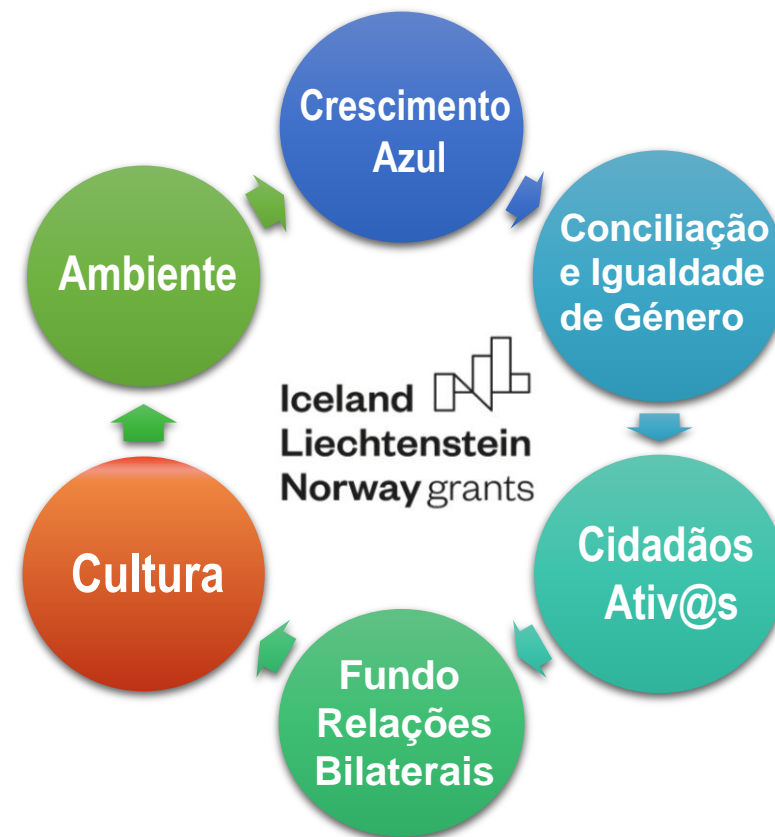 Crescimento
Azul
Conciliação
e Igualdade
de Género
Cidadãos
Ativ@s
Fundo
Relações
Bilaterais
Cultura
Ambiente
Iceland
Liechtenstein
Norway grants